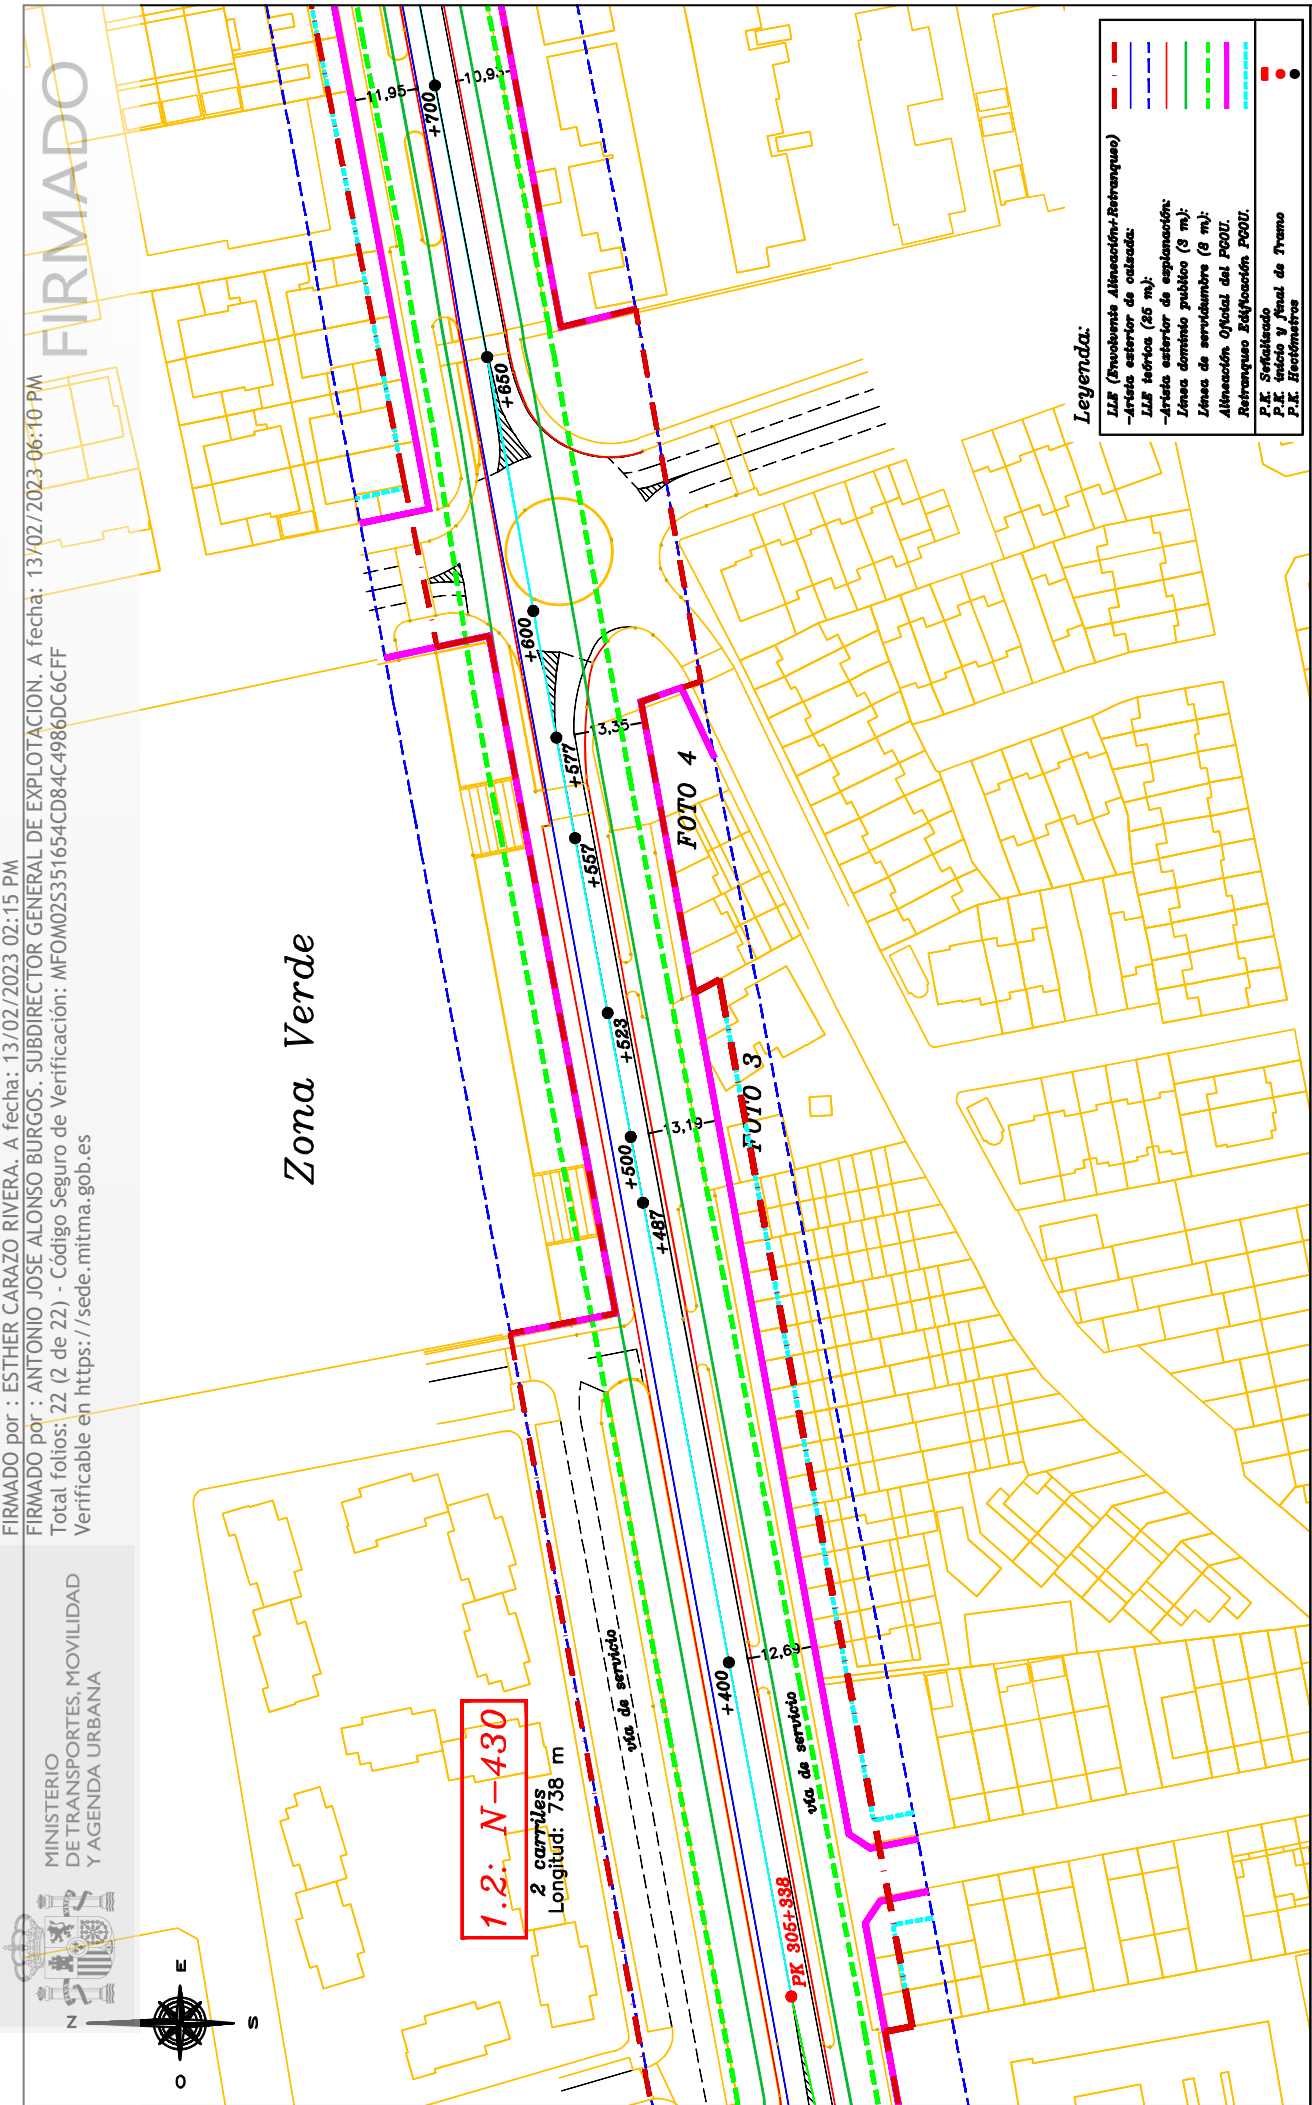 FIRMADO por : ESTHER CARAZO RIVERA. A fecha: 13/02/2023 02:15 PM
FIRMADO por : ANTONIO JOSE ALONSO BURGOS. SUBDIRECTOR GENERAL DE EXPLOTACION. A fecha: 13/02/2023 06:10 PM
Total folios: 22 (2 de 22) - Código Seguro de Verificación: MFOM02S351654CD84C4986DC6CFF
Verificable en https://sede.mitma.gob.es
FIRMADO
MINISTERIO
DE TRANSPORTES, MOVILIDAD
Y AGENDA URBANA
N
E
S
O
Zona Verde
1.2. N-430
2 carriles
Longitud: 738 m
vía de servicio
vía de servicio
PK 305+338
+400
12,69
+487
+500
13,19
+523
+557
+577
13,35
+600
+650
+700
11,95
10,93
FOTO 3
FOTO 4
Leyenda:
LLE (Envolvente Alineación+Retranqueo)
-Arista exterior de calzada:
LLE teórica (25 m):
-Arista exterior de esplanación:
Línea dominio publico (3 m):
Línea de servidumbre (8 m):
Alineación Oficial del PGOU.
Retranqueo Edificación PGOU.
P.K. Señalizado
P.K. inicio y final de Tramo
P.K. Hectómetros